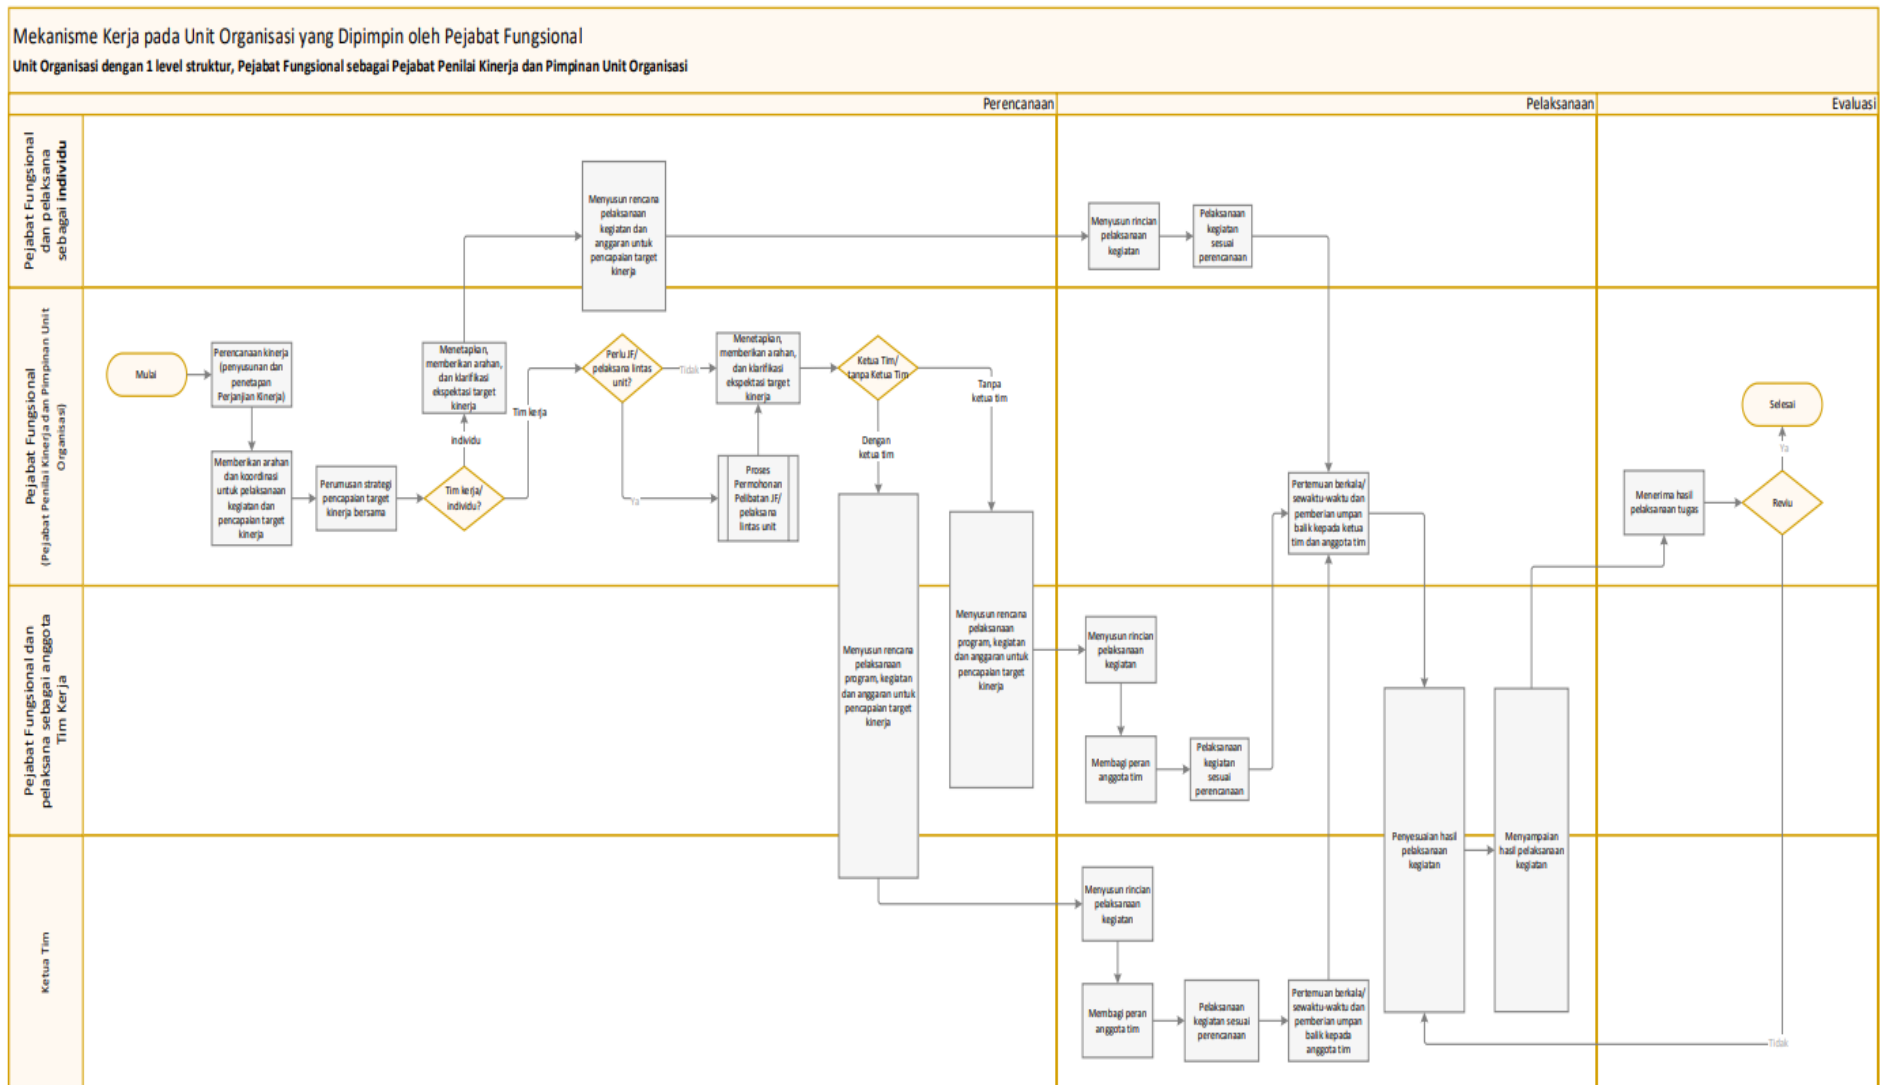 Mekanisme Kerja pada Unit Organisasi yang Dipimpin oleh Pejabat Fungsional
Unit Organisasi dengan 1 level struktur, Pejabat Fungsional sebagai Pejabat Penilai Kinerja dan Pimpinan Unit Organisasi
Perencanaan
Pelaksanaan
Evaluasi
Pejabat Fungsional
dan pelaksana
sebagai individu
Menyusun rencana
pelaksanaan
kegiatan dan
anggaran untuk
pencapaian target
kinerja
Menyusun rincian
pelaksanaan
kegiatan
Pelaksanaan
kegiatan
sesuai
perencanaan
Pejabat Fungsional
(Pejabat Penilai Kinerja dan Pimpinan Unit
Organisasi)
Mulai
Perencanaan kinerja
(penyusunan dan
penetapan
Perjanjian Kinerja)
Memberikan arahan
dan koordinasi
untuk pelaksanaan
kegiatan dan
pencapaian target
kinerja
Perumusan strategi
pencapaian target
kinerja bersama
Tim kerja/
individu?
individu
Menetapkan,
memberikan arahan,
dan klarifikasi
ekspektasi target
kinerja
Tim kerja
Perlu JF/
pelaksana lintas
unit?
Tidak
Ya
Proses
Permohonan
Pelibatan JF/
pelaksana
lintas unit
Menetapkan,
memberikan arahan,
dan klarifikasi
ekspektasi target
kinerja
Ketua Tim/
tanpa Ketua Tim
Dengan
ketua tim
Tanpa
ketua tim
Menyusun rencana
pelaksanaan
program, kegiatan
dan anggaran untuk
pencapaian target
kinerja
Menyusun rencana
pelaksanaan
program, kegiatan
dan anggaran untuk
pencapaian target
kinerja
Pertemuan berkala/
sewaktu-waktu dan
pemberian umpan
balik kepada ketua
tim dan anggota tim
Menerima hasil
pelaksanaan tugas
Reviu
Ya
Selesai
Pejabat Fungsional dan
pelaksana sebagai anggota
Tim Kerja
Menyusun rincian
pelaksanaan
kegiatan
Membagi peran
anggota tim
Pelaksanaan
kegiatan
sesuai
perencanaan
Penyesuaian hasil
pelaksanaan
kegiatan
Menyampaian
hasil pelaksanaan
kegiatan
Ketua Tim
Menyusun rincian
pelaksanaan
kegiatan
Membagi peran
anggota tim
Pelaksanaan
kegiatan sesuai
perencanaan
Pertemuan berkala/
sewaktu-waktu dan
pemberian umpan
balik kepada
anggota tim
Tidak